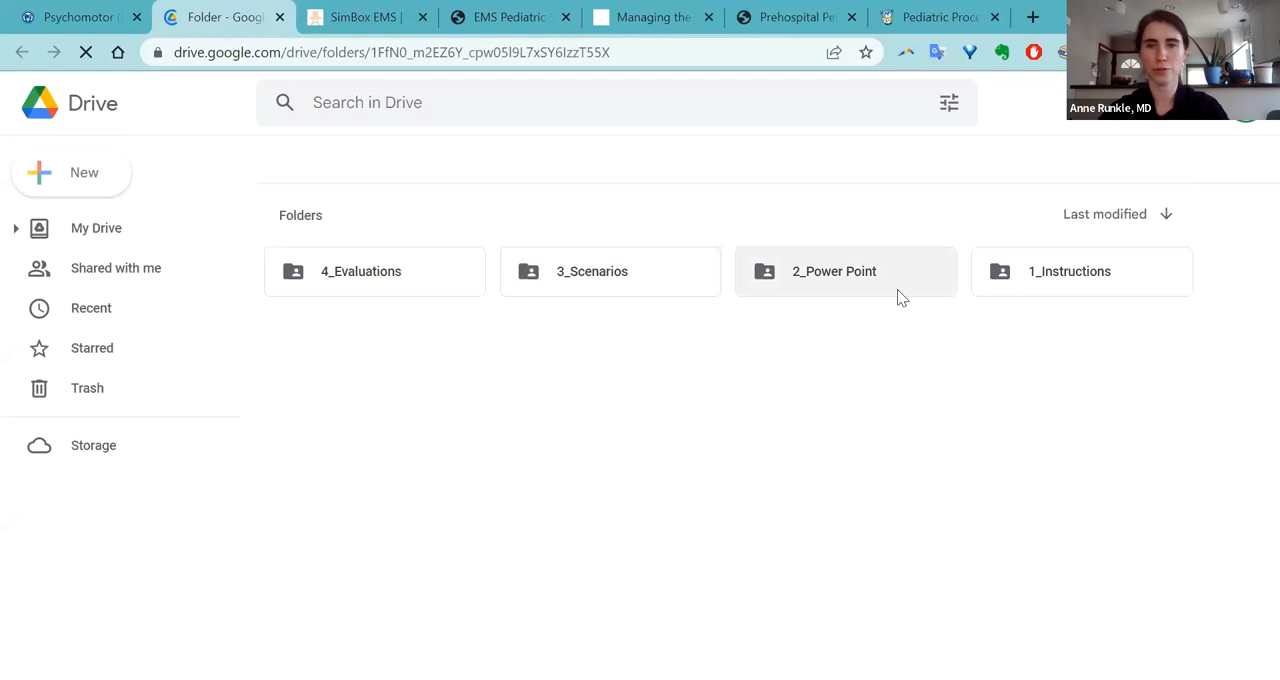 Psychomotor (
Folder - Googl
SimBox EMS |
EMS Pediatric S
Managing the
Prehospital Pe
Pediatric Proce
drive.google.com/drive/folders/1FfN0_m2EZ6Y_cpw05I9L7xSY6IzzT55X
Anne Runkle, MD
Drive
Search in Drive
New
My Drive
Shared with me
Recent
Starred
Trash
Storage
Folders
Last modified
4_Evaluations
3_Scenarios
2_Power Point
1_Instructions